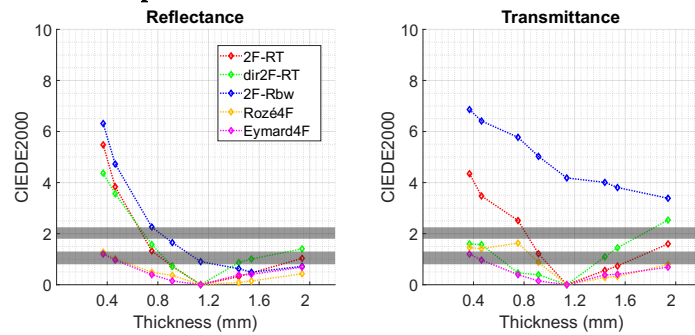 Reflectance
10
8
6
4
2
0
CIEDE2000
0.4
0.8
1.2
1.6
2
Thickness (mm)
2F-RT
dir2F-RT
2F-Rbw
Rozé4F
Eymard4F
Transmittance
10
8
6
4
2
0
CIEDE2000
0.4
0.8
1.2
1.6
2
Thickness (mm)